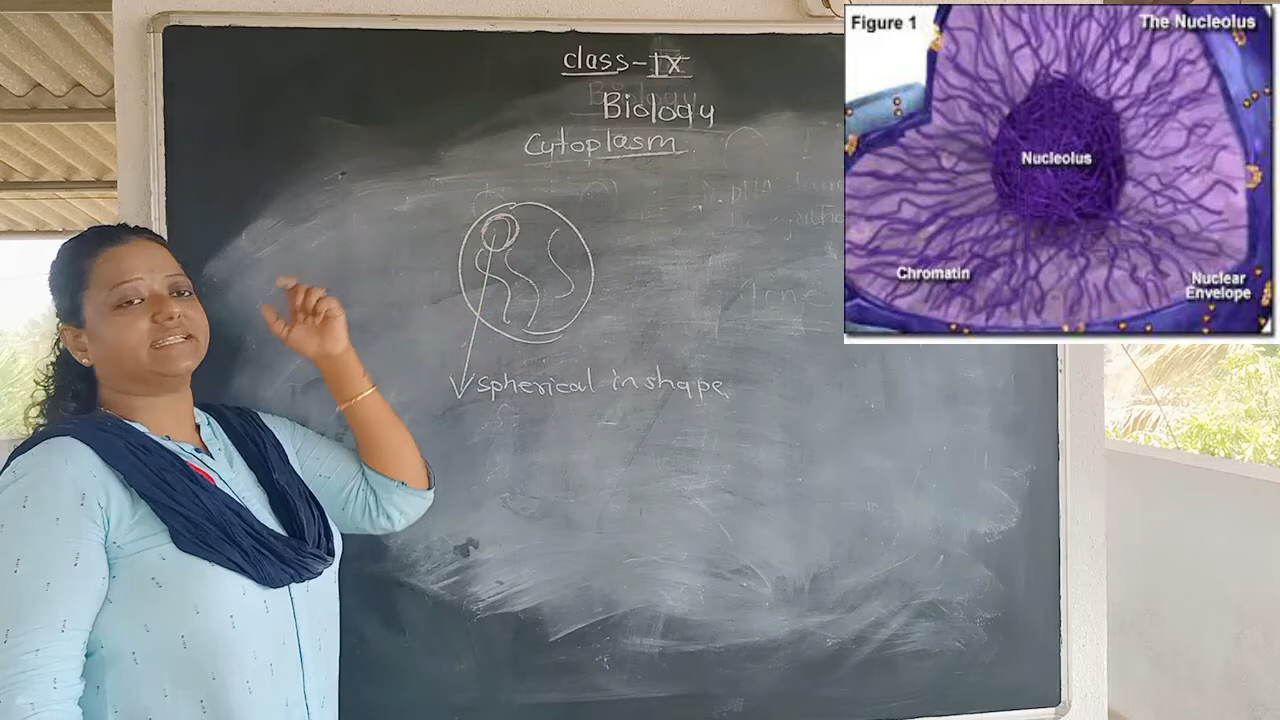 class-IX
Biology
Cytoplasm
spherical in shape
Figure 1
The Nucleolus
Nucleolus
Chromatin
Nuclear
Envelope